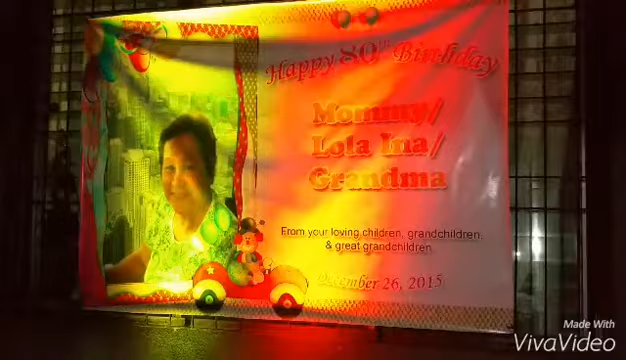 Happy 80th Birthday
Mommy/
Lola Ina/
Grandma
From your loving children, grandchildren,
& great grandchildren.
December 26, 2015
Made With
VivaVideo